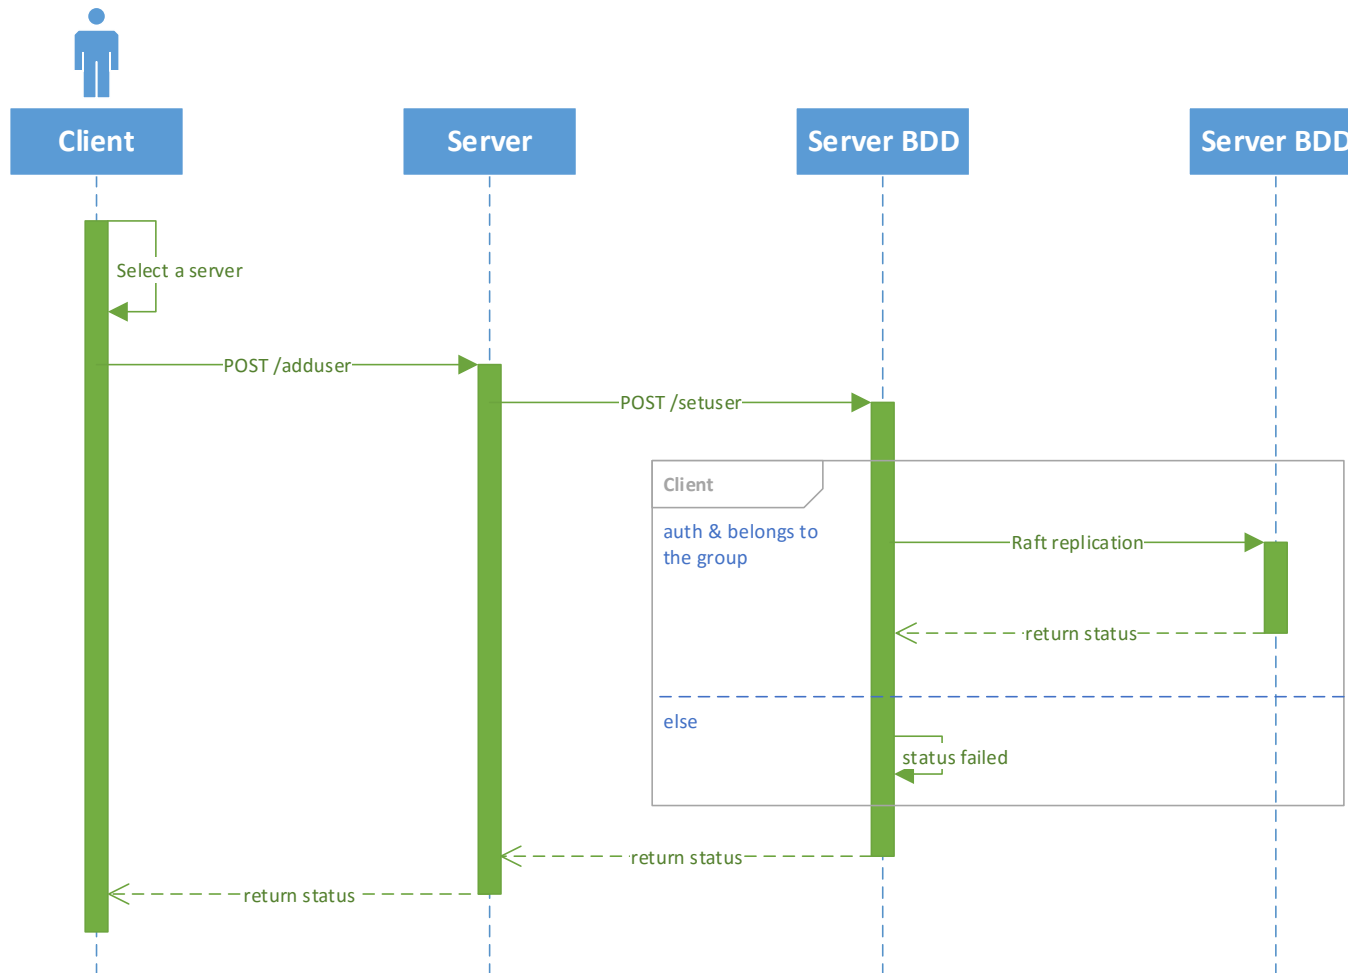 Client
Server
Server BDD
Server BDD
Select a server
POST /adduser
POST /setuser
Client
auth & belongs to
the group
Raft replication
return status
else
status failed
return status
return status